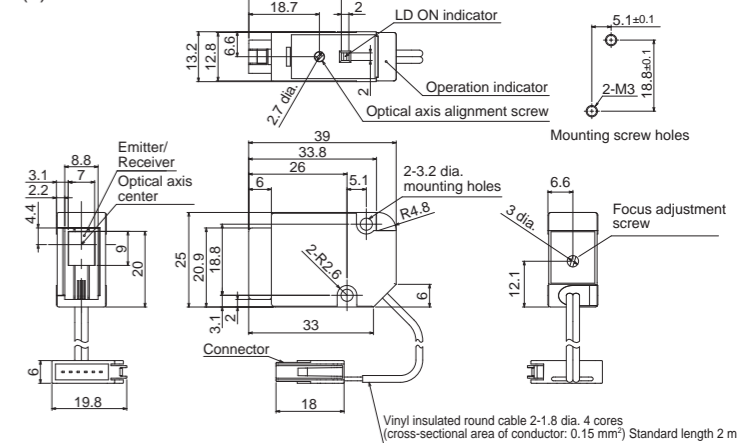 18.7
2
LD ON indicator
13.2
12.8
6.6
2
2.7 dia.
Operation indicator
Optical axis alignment screw
5.1±0.1
2-M3
18.8±0.1
Mounting screw holes
Emitter/
Receiver
Optical axis
center
8.8
7
3.1
2.2
4.4
9
20
39
33.8
26
6
5.1
2-3.2 dia.
mounting holes
R4.8
25
20.9
18.8
2-R2.6
6
3.1
2
33
6.6
3 dia.
Focus adjustment
screw
12.1
Connector
6
19.8
18
Vinyl insulated round cable 2-1.8 dia. 4 cores
(cross-sectional area of conductor: 0.15 mm²) Standard length 2 m